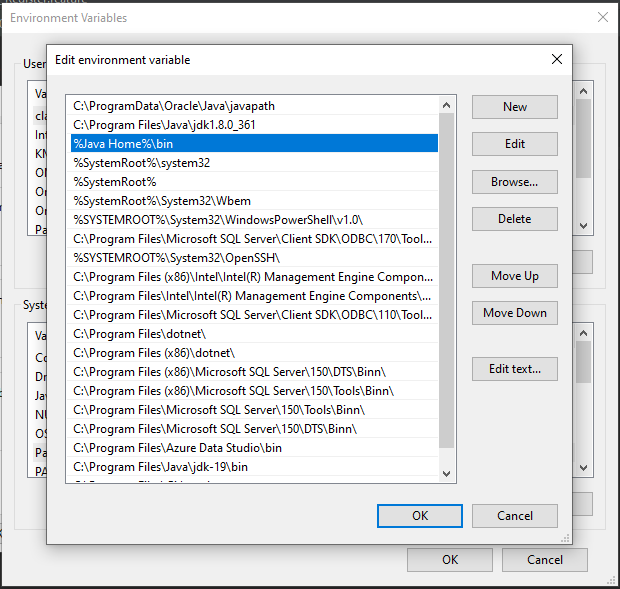 Environment Variables
Edit environment variable
User
Va
cla
Int
KM
Or
Or
Pa
C:\ProgramData\Oracle\Java\javapath
C:\Program Files\Java\jdk1.8.0_361
%Java Home%\bin
%SystemRoot%\system32
%SystemRoot%
%SystemRoot%\System32\Wbem
%SYSTEMROOT%\System32\WindowsPowerShell\v1.0\
C:\Program Files\Microsoft SQL Server\Client SDK\ODBC\170\Tool...
%SYSTEMROOT%\System32\OpenSSH\
C:\Program Files (x86)\Intel\Intel(R) Management Engine Compon...
C:\Program Files\Intel\Intel(R) Management Engine Components\...
C:\Program Files\Microsoft SQL Server\Client SDK\ODBC\110\Tool...
C:\Program Files\dotnet\
C:\Program Files (x86)\dotnet\
C:\Program Files (x86)\Microsoft SQL Server\150\DTS\Binn\
C:\Program Files (x86)\Microsoft SQL Server\150\Tools\Binn\
C:\Program Files\Microsoft SQL Server\150\Tools\Binn\
C:\Program Files\Microsoft SQL Server\150\DTS\Binn\
C:\Program Files\Azure Data Studio\bin
C:\Program Files\Java\jdk-19\bin
New
Edit
Browse...
Delete
Move Up
Move Down
Edit text...
Syste
Va
Co
Dr
Jav
OS
Pa
PA
OK
Cancel
OK
Cancel